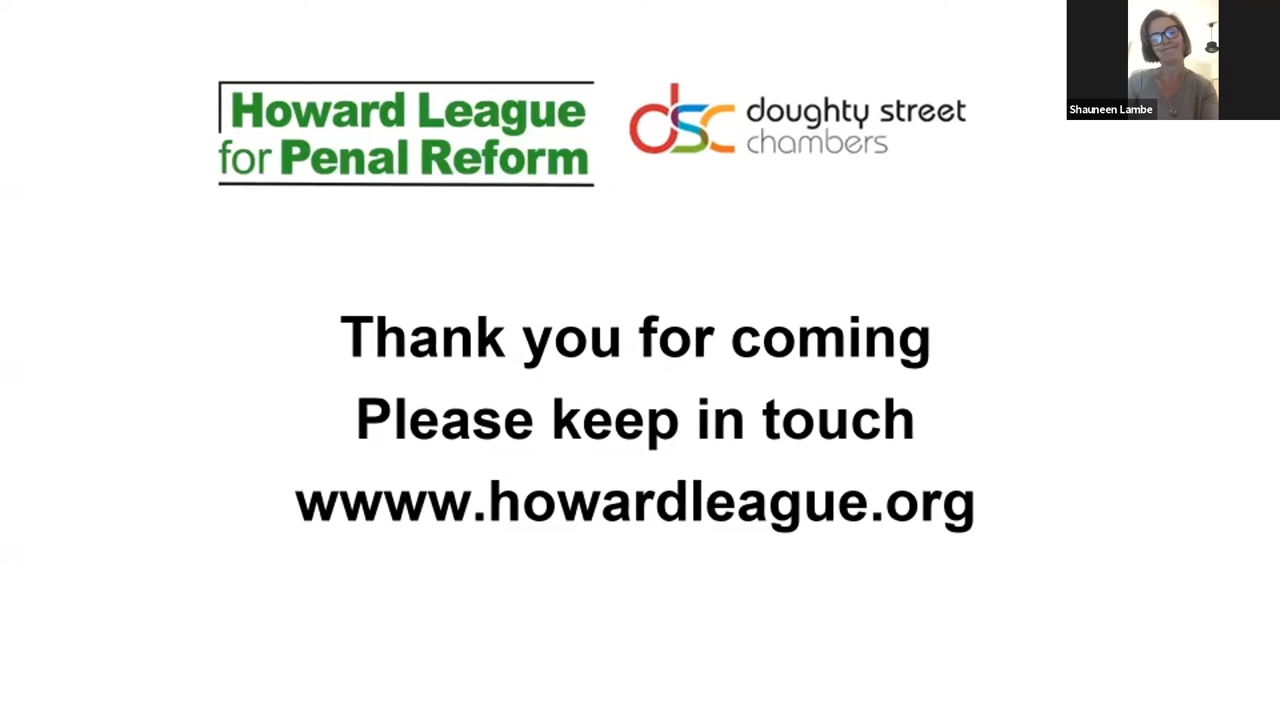 Howard League
for Penal Reform
dsc doughty street
chambers
Shauneen Lambe
Thank you for coming
Please keep in touch
wwww.howardleague.org